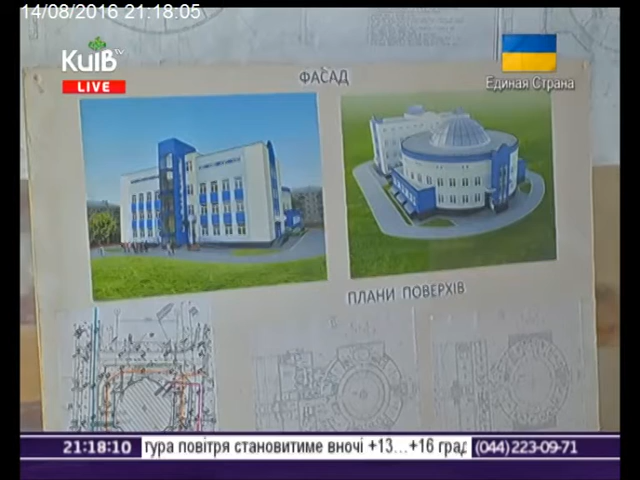 14/08/2016 21:18:05
КиїВ TV
LIVE
Единая Страна
ФАСАД
ПЛАНИ ПОВЕРХІВ
21:18:10 гура повітря становитиме вночі +13...+16 град (044) 223-09-71